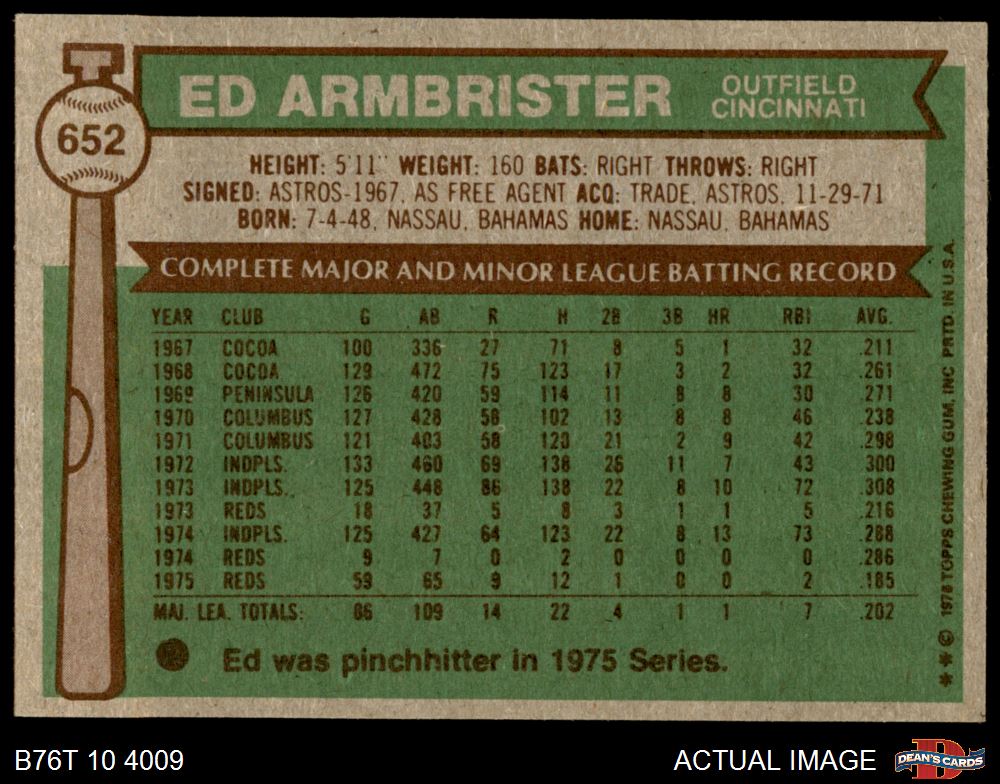 652
ED ARMBRISTER OUTFIELD CINCINNATI
HEIGHT: 5'11" WEIGHT: 160 BATS: RIGHT THROWS: RIGHT
SIGNED: ASTROS-1967, AS FREE AGENT ACQ: TRADE, ASTROS, 11-29-71
BORN: 7-4-48, NASSAU, BAHAMAS HOME: NASSAU, BAHAMAS
COMPLETE MAJOR AND MINOR LEAGUE BATTING RECORD
YEAR CLUB G AB R H 2B 3B HR RBI AVG.
1967 COCOA 100 336 27 71 8 5 1 32 .211
1968 COCOA 129 472 75 123 17 3 2 32 .261
1969 PENINSULA 126 420 59 114 11 8 8 30 .271
1970 COLUMBUS 127 428 58 102 13 8 8 46 .238
1971 COLUMBUS 121 403 58 120 21 2 9 42 .298
1972 INDPLS. 133 460 69 138 26 11 7 43 .300
1973 INDPLS. 125 448 86 138 22 8 10 72 .308
1973 REDS 18 37 5 8 3 1 1 5 .216
1974 INDPLS. 125 427 64 123 22 8 13 73 .288
1974 REDS 9 7 0 2 0 0 0 0 .286
1975 REDS 59 65 9 12 1 0 0 2 .185
MAJ. LEA. TOTALS: 86 109 14 22 4 1 1 7 .202
Ed was pinchhitter in 1975 Series.
** © 1976 TOPPS CHEWING GUM, INC PRTD. IN U.S.A.
B76T 10 4009
ACTUAL IMAGE
D
DEAN'S CARDS